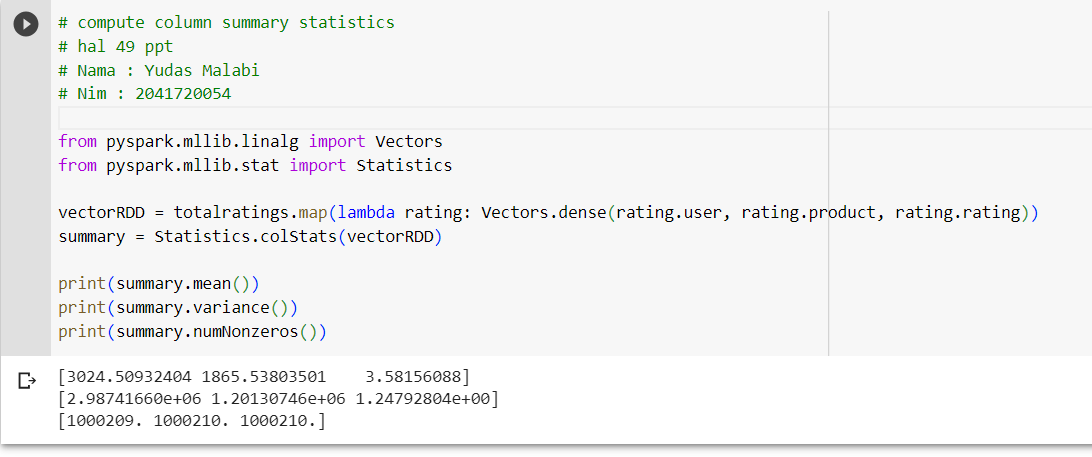 # compute column summary statistics
# hal 49 ppt
# Nama : Yudas Malabi
# Nim : 2041720054
from pyspark.mllib.linalg import Vectors
from pyspark.mllib.stat import Statistics
vectorRDD = totalratings.map(lambda rating: Vectors.dense(rating.user, rating.product, rating.rating))
summary = Statistics.colStats(vectorRDD)
print(summary.mean())
print(summary.variance())
print(summary.numNonzeros())
[3024.50932404 1865.53803501    3.58156088]
[2.98741660e+06 1.20130746e+06 1.24792804e+00]
[1000209. 1000210. 1000210.]